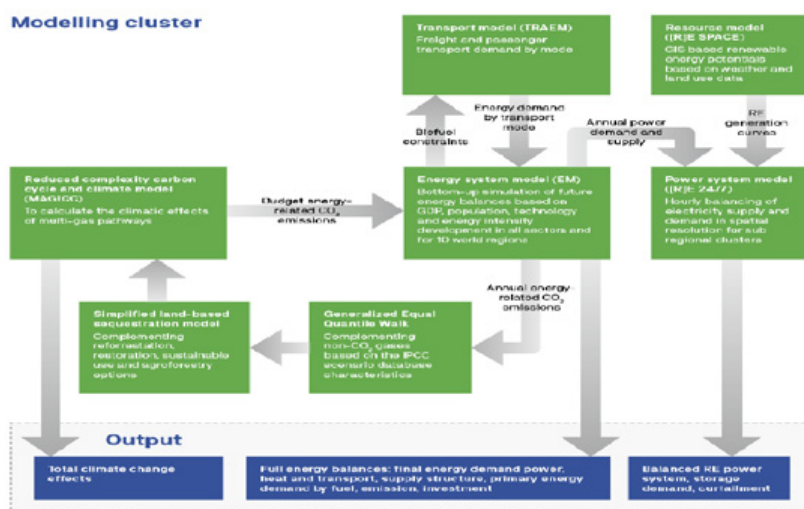 Modelling cluster
Transport model (TRAEM)
Freight and passenger
transport demand by mode
Resource model
([R]E SPACE)
GIS based renewable
energy potentials
based on weather and
land use data
Biofuel
constraints
Energy demand
by transport
mode
Annual power
demand and
supply
RE
generation
curves
Reduced complexity carbon
cycle and climate model
(MAGICC)
To calculate the climatic effects
of multi-gas pathways
Budget energy-
related CO₂
emissions
Energy system model (EM)
Bottom-up simulation of future
energy balances based on
GDP, population, technology
and energy intensity
development in all sectors and
for 10 world regions
Power system model
([R]E 24/7)
Hourly balancing of
electricity supply and
demand in spatial
resolution for sub
regional clusters
Annual energy-
related CO₂
emissions
Simplified land-based
sequestration model
Complementing
reforrestation,
restoration, sustainable
use and agroforestry
options
Generalized Equal
Quantile Walk
Complementing
non-CO₂ gases
based on the IPCC
scenario database
characteristics
Output
Total climate change
effects
Full energy balances: final energy demand power,
heat and transport, supply structure, primary energy
demand by fuel, emission, investment
Balanced RE power
system, storage
demand, curtailment